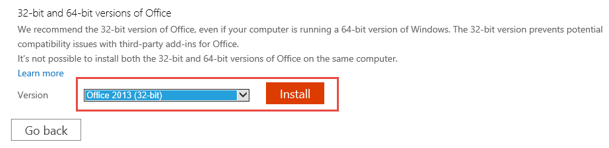 32-bit and 64-bit versions of Office
We recommend the 32-bit version of Office, even if your computer is running a 64-bit version of Windows. The 32-bit version prevents potential
compatibility issues with third-party add-ins for Office.
It's not possible to install both the 32-bit and 64-bit versions of Office on the same computer.
Learn more
Version Office 2013 (32-bit) Install
Go back